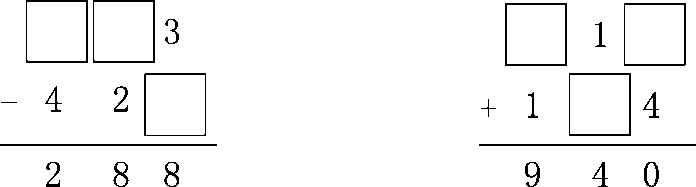 □ □ 3
− 4 2 □
2 8 8
□ 1 □
+ 1 □ 4
9 4 0